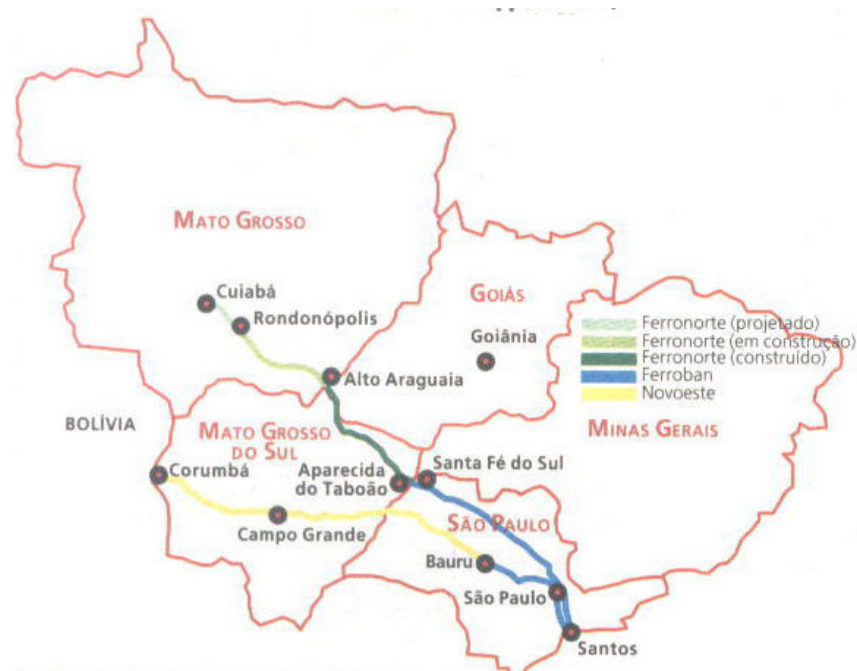 MATO GROSSO
Cuiabá
Rondonópolis
GOIÁS
Goiânia
Ferronorte (projetado)
Ferronorte (em construção)
Ferronorte (construído)
Ferroban
Novoeste
Alto Araguaia
BOLÍVIA
MATO GROSSO
DO SUL
MINAS GERAIS
Corumbá
Aparecida
do Taboão
Santa Fé do Sul
Campo Grande
SÃO PAULO
Bauru
São Paulo
Santos